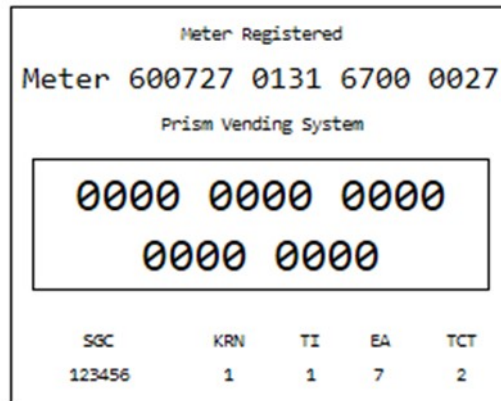 Meter Registered
Meter 600727 0131 6700 0027
Prism Vending System
0000 0000 0000
0000 0000
SGC KRN TI EA TCT
123456 1 1 7 2